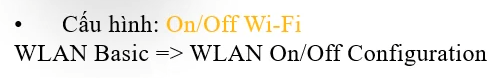 • Cấu hình: On/Off Wi-Fi
WLAN Basic => WLAN On/Off Configuration